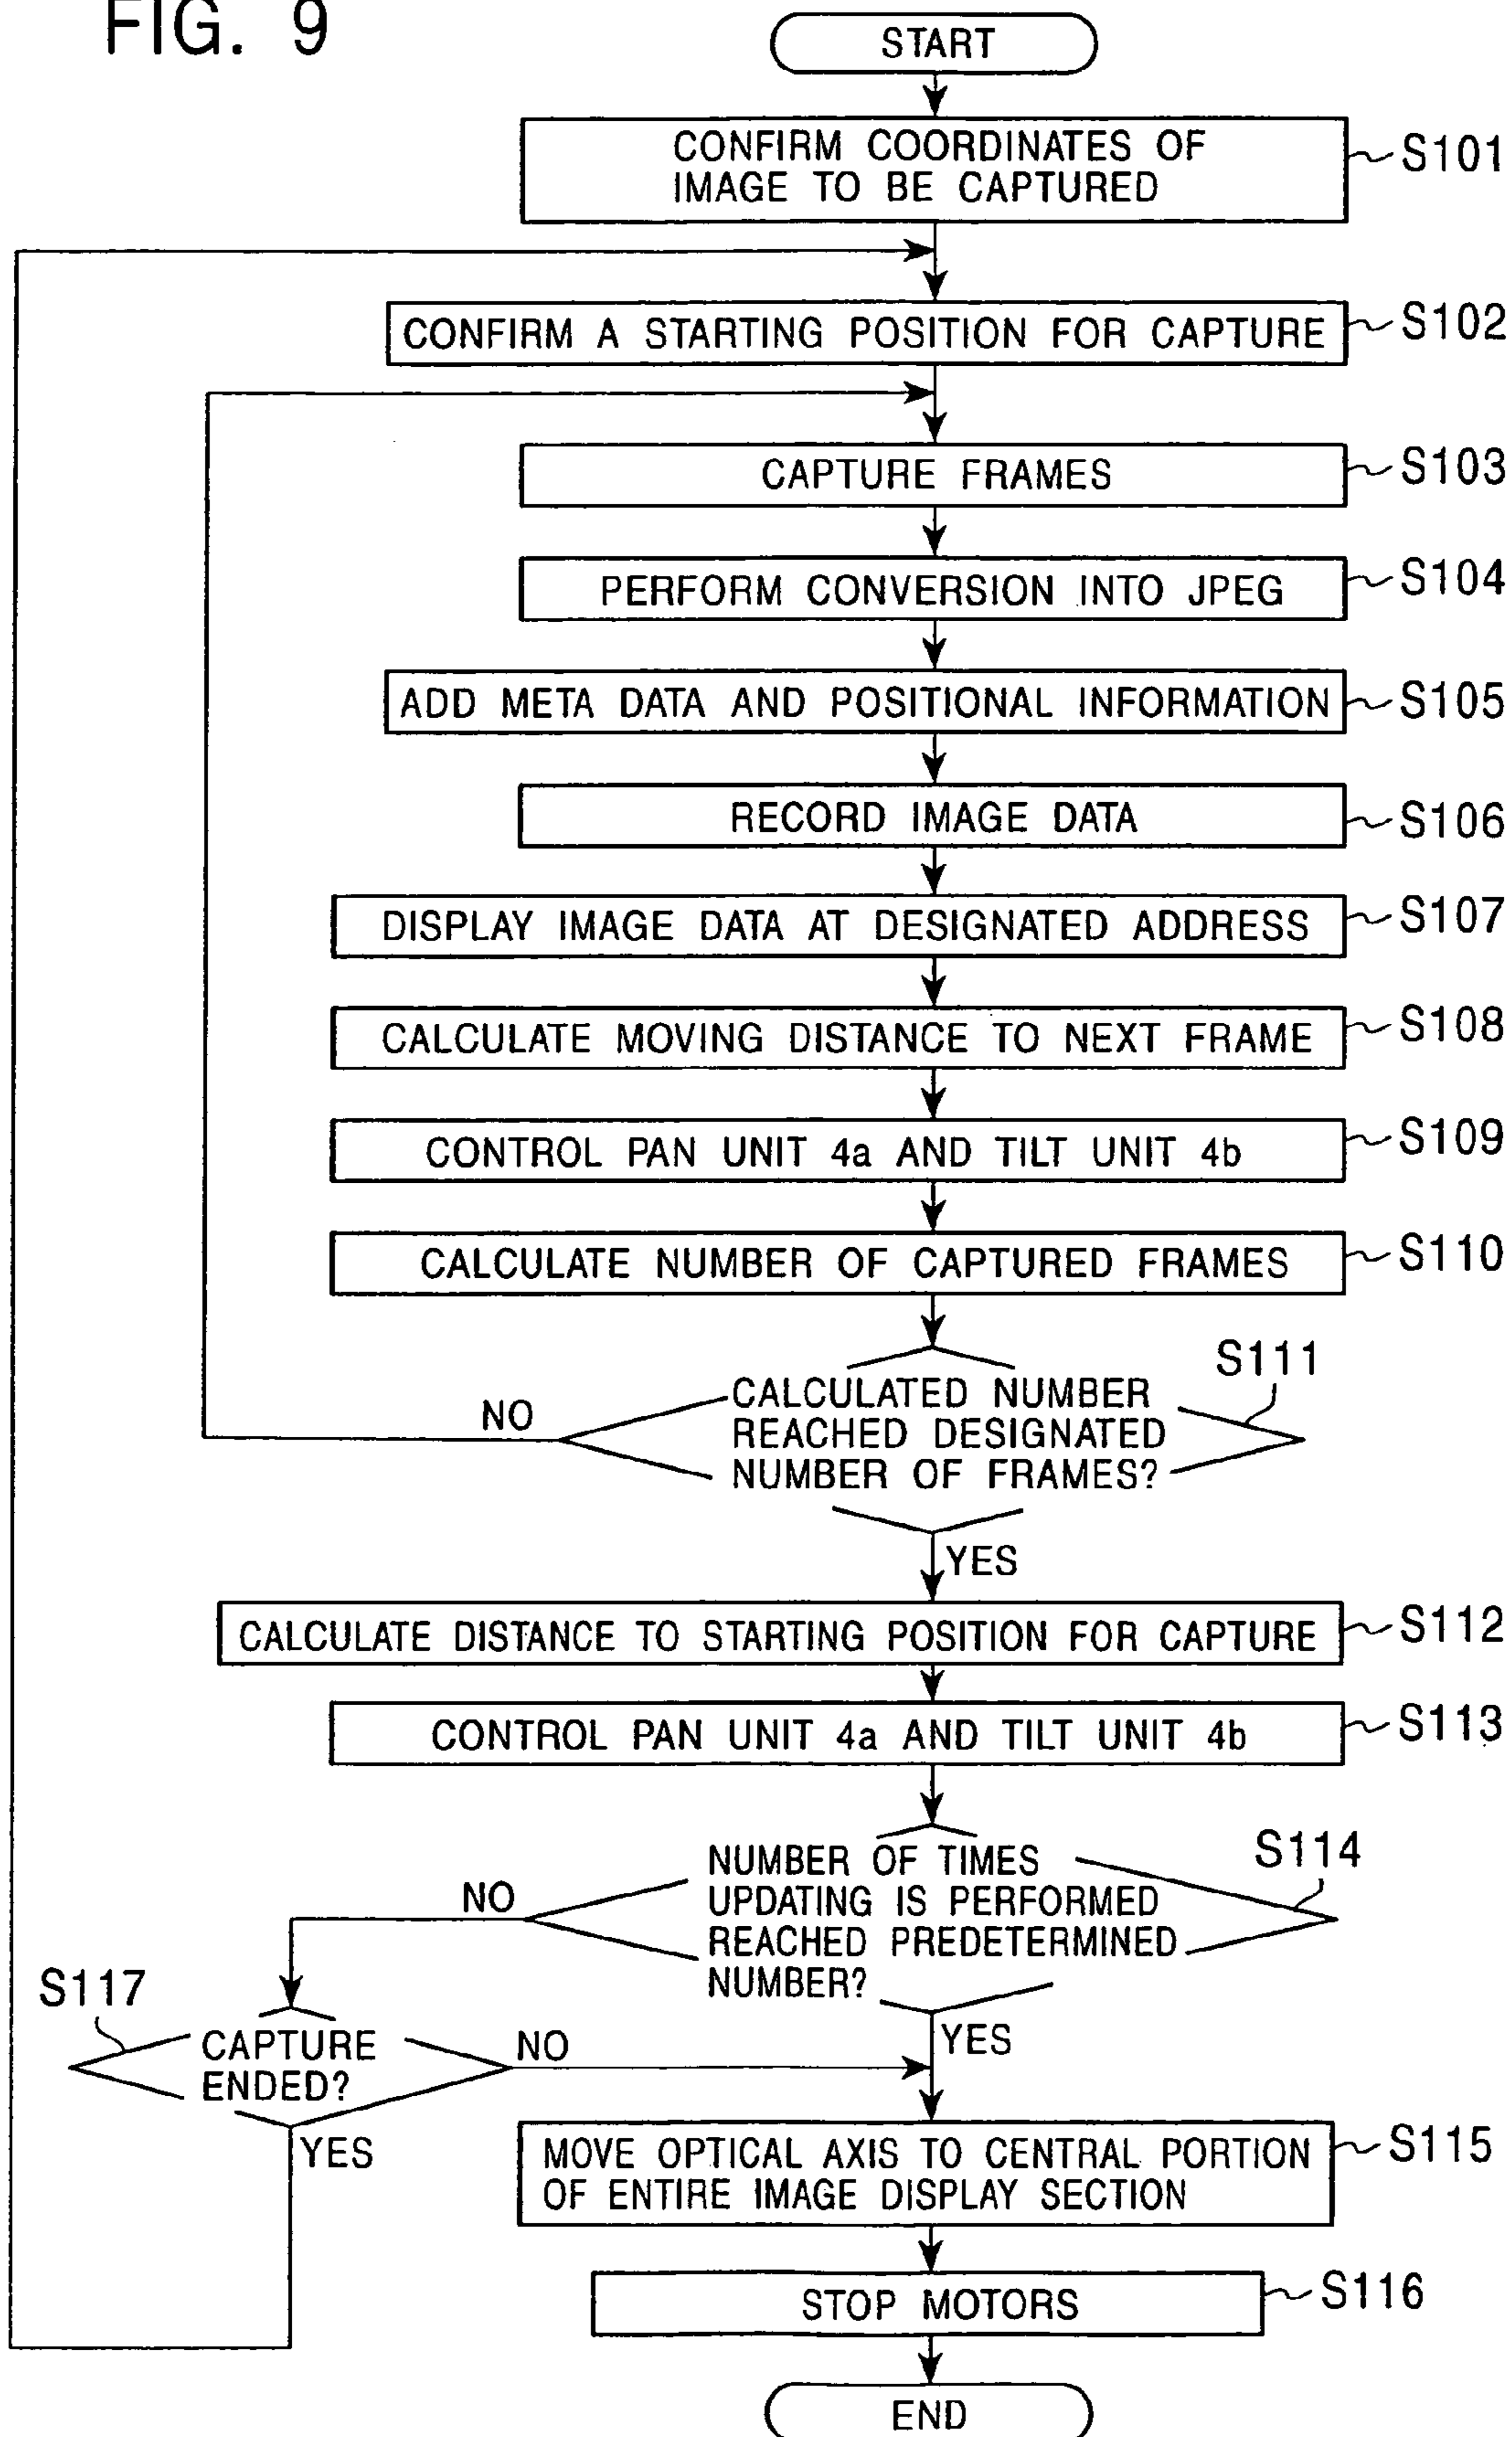 FIG. 9
START
CONFIRM COORDINATES OF
IMAGE TO BE CAPTURED
S101
CONFIRM A STARTING POSITION FOR CAPTURE
S102
CAPTURE FRAMES
S103
PERFORM CONVERSION INTO JPEG
S104
ADD META DATA AND POSITIONAL INFORMATION
S105
RECORD IMAGE DATA
S106
DISPLAY IMAGE DATA AT DESIGNATED ADDRESS
S107
CALCULATE MOVING DISTANCE TO NEXT FRAME
S108
CONTROL PAN UNIT 4a AND TILT UNIT 4b
S109
CALCULATE NUMBER OF CAPTURED FRAMES
S110
S111
CALCULATED NUMBER
REACHED DESIGNATED
NUMBER OF FRAMES?
NO
YES
CALCULATE DISTANCE TO STARTING POSITION FOR CAPTURE
S112
CONTROL PAN UNIT 4a AND TILT UNIT 4b
S113
S114
NUMBER OF TIMES
UPDATING IS PERFORMED
REACHED PREDETERMINED
NUMBER?
NO
YES
S117
CAPTURE
ENDED?
NO
YES
MOVE OPTICAL AXIS TO CENTRAL PORTION
OF ENTIRE IMAGE DISPLAY SECTION
S115
STOP MOTORS
S116
END